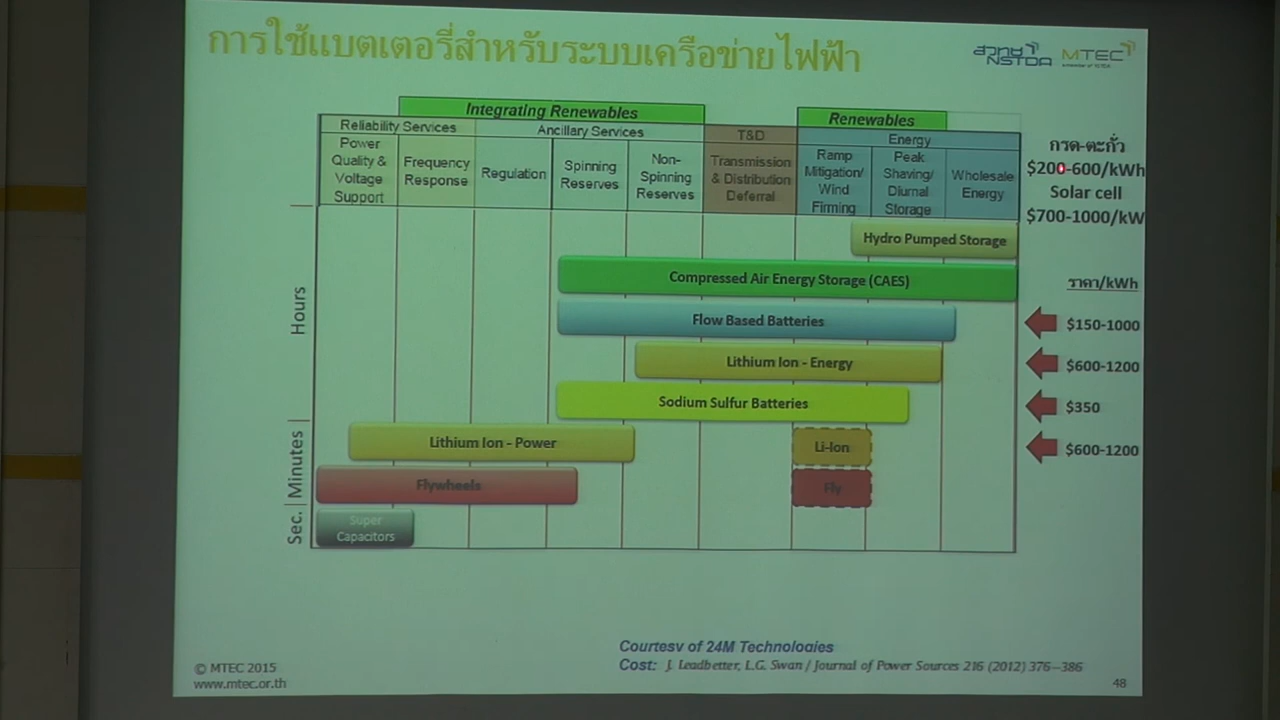 การใช้แบตเตอรี่สำหรับระบบเครือข่ายไฟฟ้า
สวทช
NSTDA
MTEC
Integrating Renewables
Renewables
Reliability Services
Ancillary Services
T&D
Energy
Power
Quality &
Voltage
Support
Frequency
Response
Regulation
Spinning
Reserves
Non-
Spinning
Reserves
Transmission
& Distribution
Deferral
Ramp
Mitigation/
Wind
Firming
Peak
Shaving/
Diurnal
Storage
Wholesale
Energy
กรด-ตะกั่ว
$200-600/kWh
Solar cell
$700-1000/kW
Hydro Pumped Storage
Compressed Air Energy Storage (CAES)
ราคา/kWh
Hours
Flow Based Batteries
$150-1000
Lithium Ion - Energy
$600-1200
Sodium Sulfur Batteries
$350
Minutes
Lithium Ion - Power
Li-Ion
$600-1200
Flywheels
Fly
Sec.
Super
Capacitors
Courtesy of 24M Technologies
Cost: J. Leadbetter, L.G. Swan / Journal of Power Sources 216 (2012) 376–386
© MTEC 2015
www.mtec.or.th
48